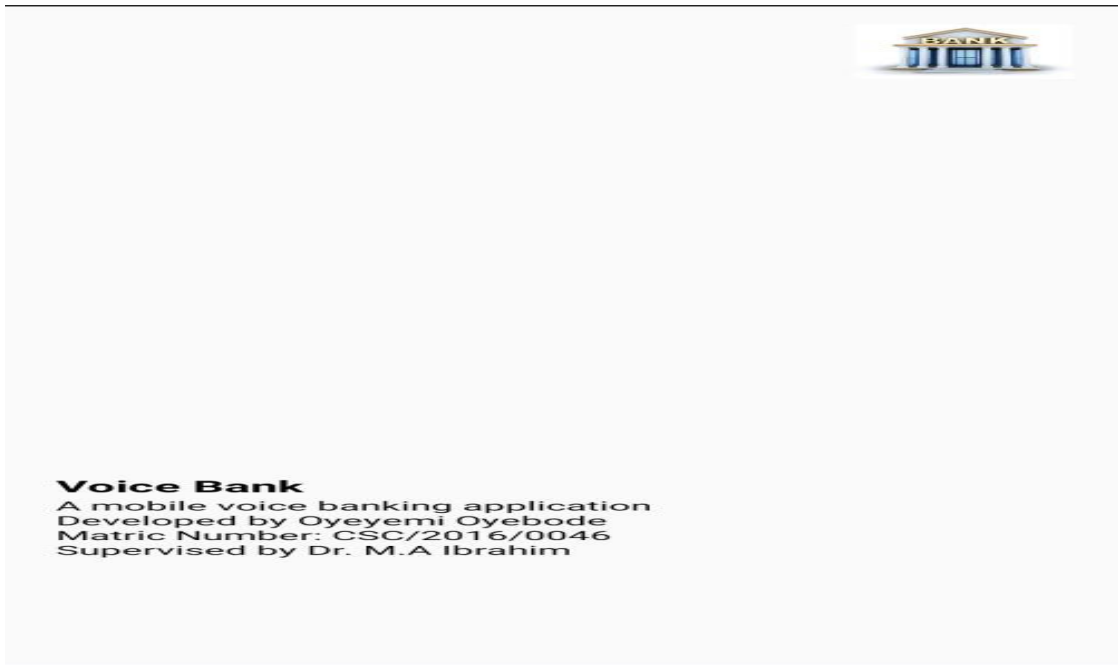 BANK
Voice Bank
A mobile voice banking application
Developed by Oyeyemi Oyebode
Matric Number: CSC/2016/0046
Supervised by Dr. M.A Ibrahim